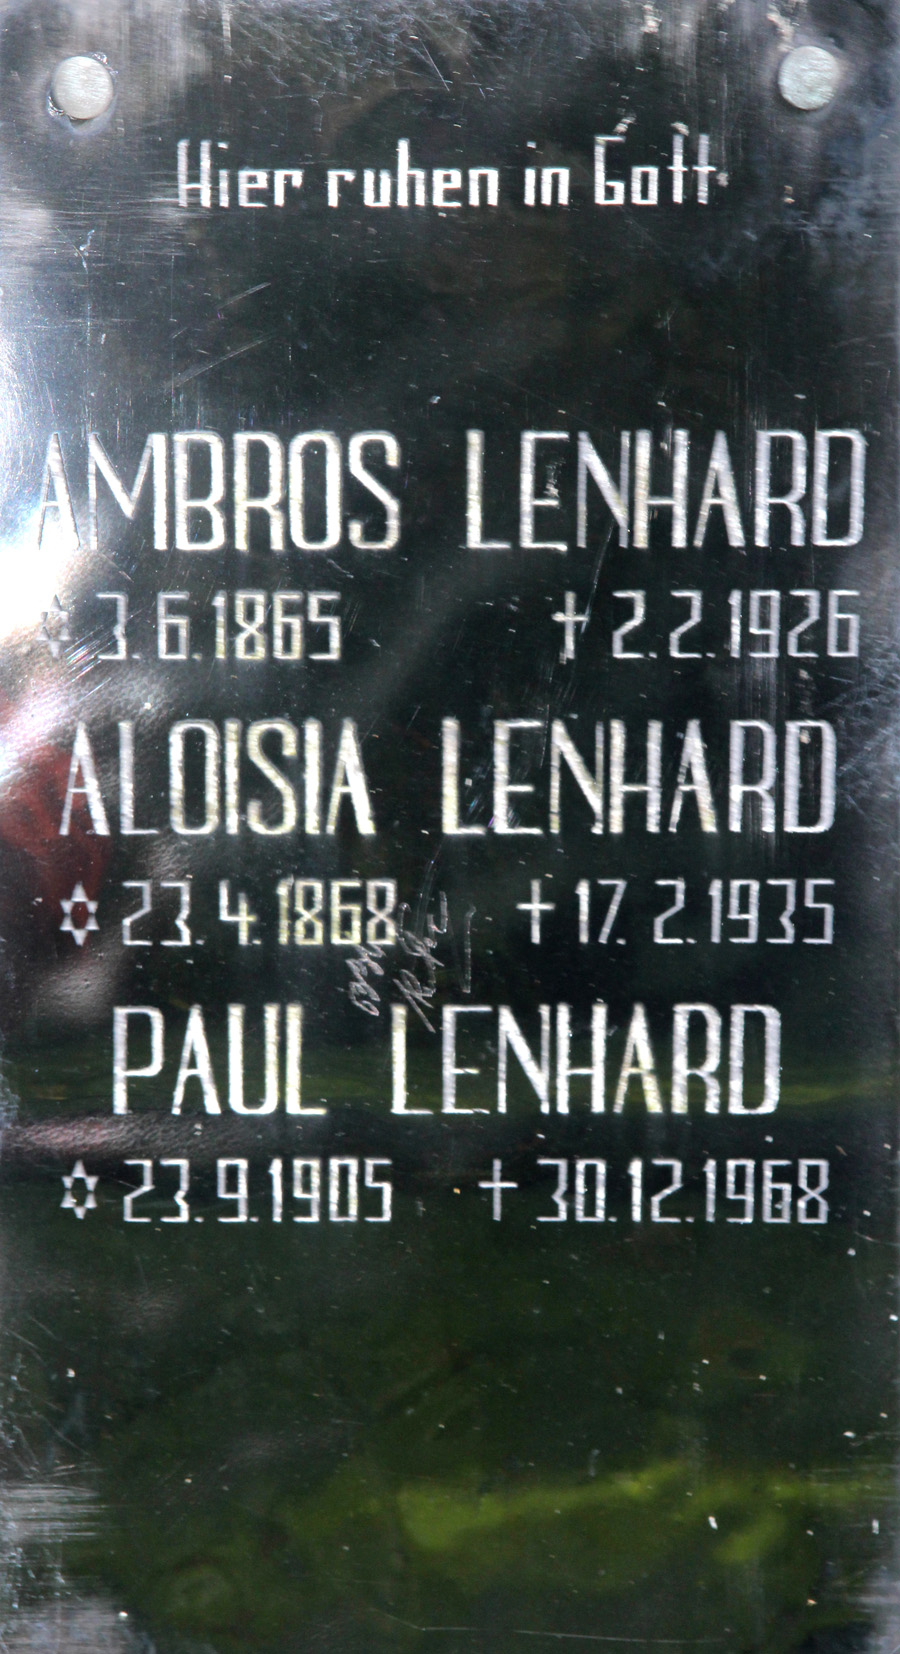 Hier ruhen in Gott
AMBROS LENHARD
✡ 3.6.1865 † 2.2.1926
ALOISIA LENHARD
✡ 23.4.1868 † 17.2.1935
PAUL LENHARD
✡ 23.9.1905 † 30.12.1968